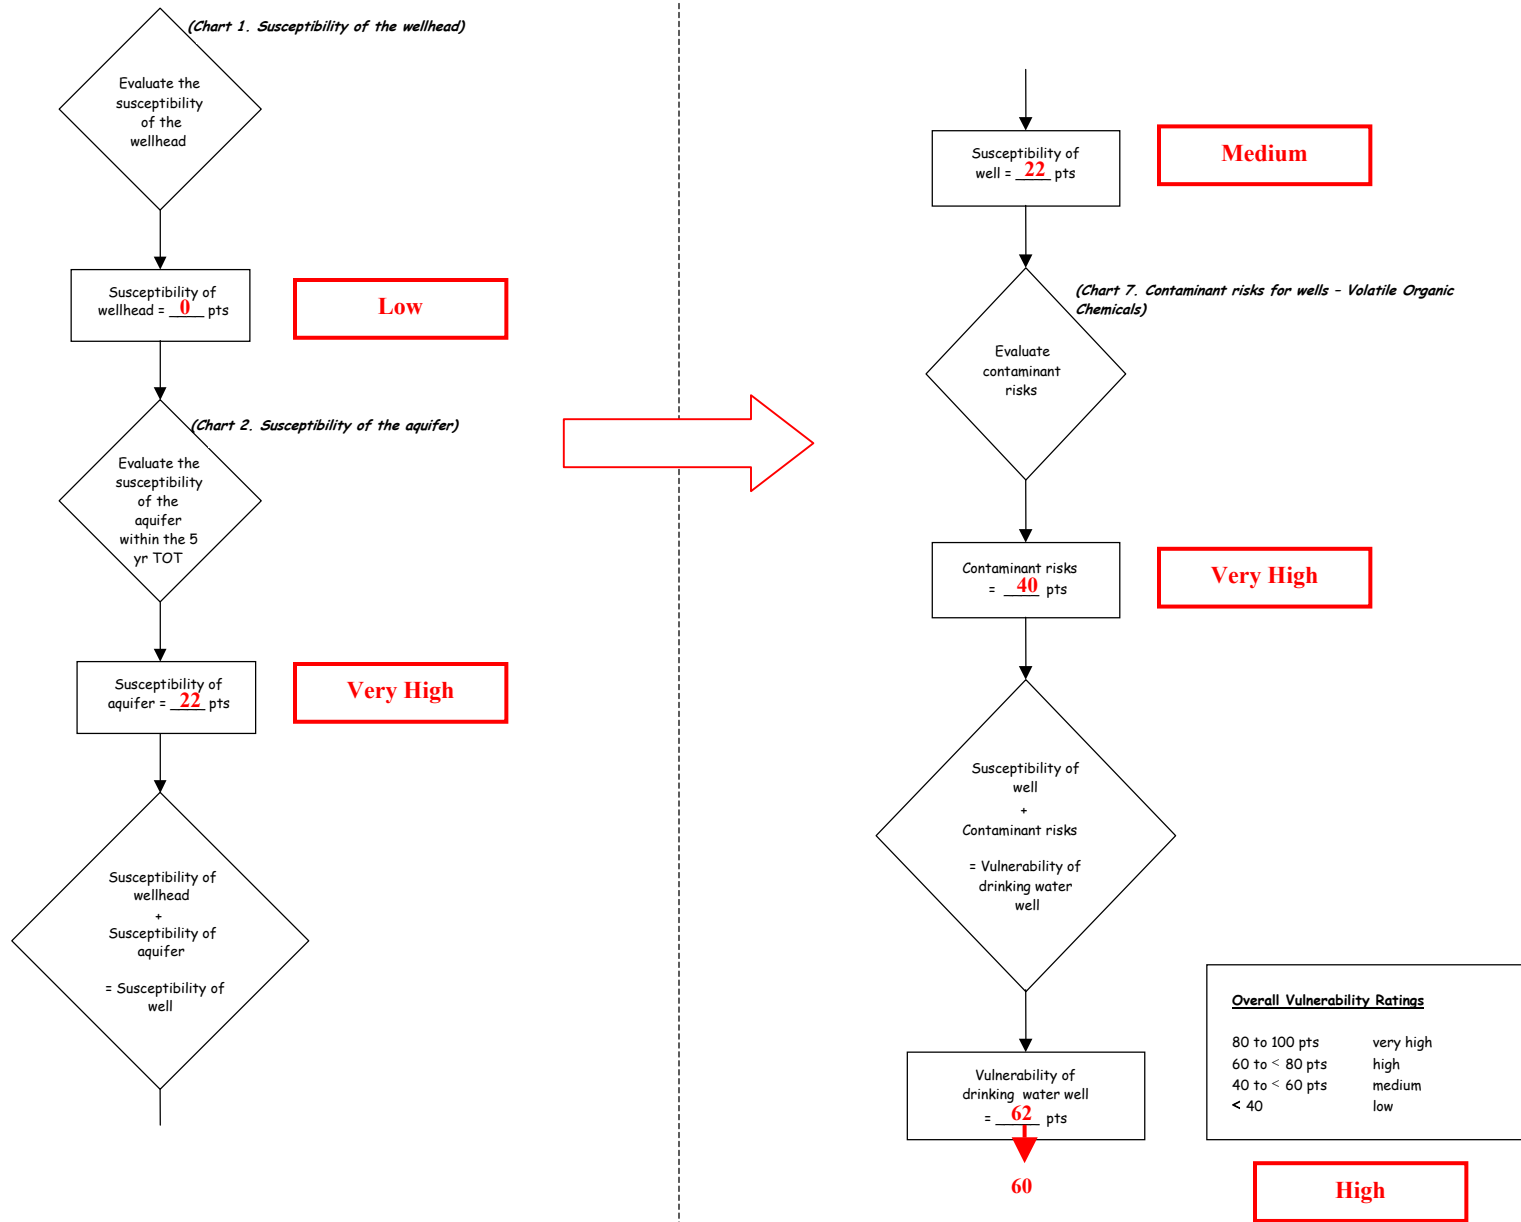 (Chart 1. Susceptibility of the wellhead)
Evaluate the
susceptibility
of the
wellhead
Susceptibility of
wellhead = 0 pts
Low
(Chart 2. Susceptibility of the aquifer)
Evaluate the
susceptibility
of the
aquifer
within the 5
yr TOT
Susceptibility of
aquifer = 22 pts
Very High
Susceptibility of
wellhead
+
Susceptibility of
aquifer
= Susceptibility of
well
Susceptibility of
well = 22 pts
Medium
(Chart 7. Contaminant risks for wells – Volatile Organic
Chemicals)
Evaluate
contaminant
risks
Contaminant risks
= 40 pts
Very High
Susceptibility of
well
+
Contaminant risks
= Vulnerability of
drinking water
well
Vulnerability of
drinking water well
= 62 pts
60
Overall Vulnerability Ratings
80 to 100 pts very high
60 to < 80 pts high
40 to < 60 pts medium
< 40 low
High